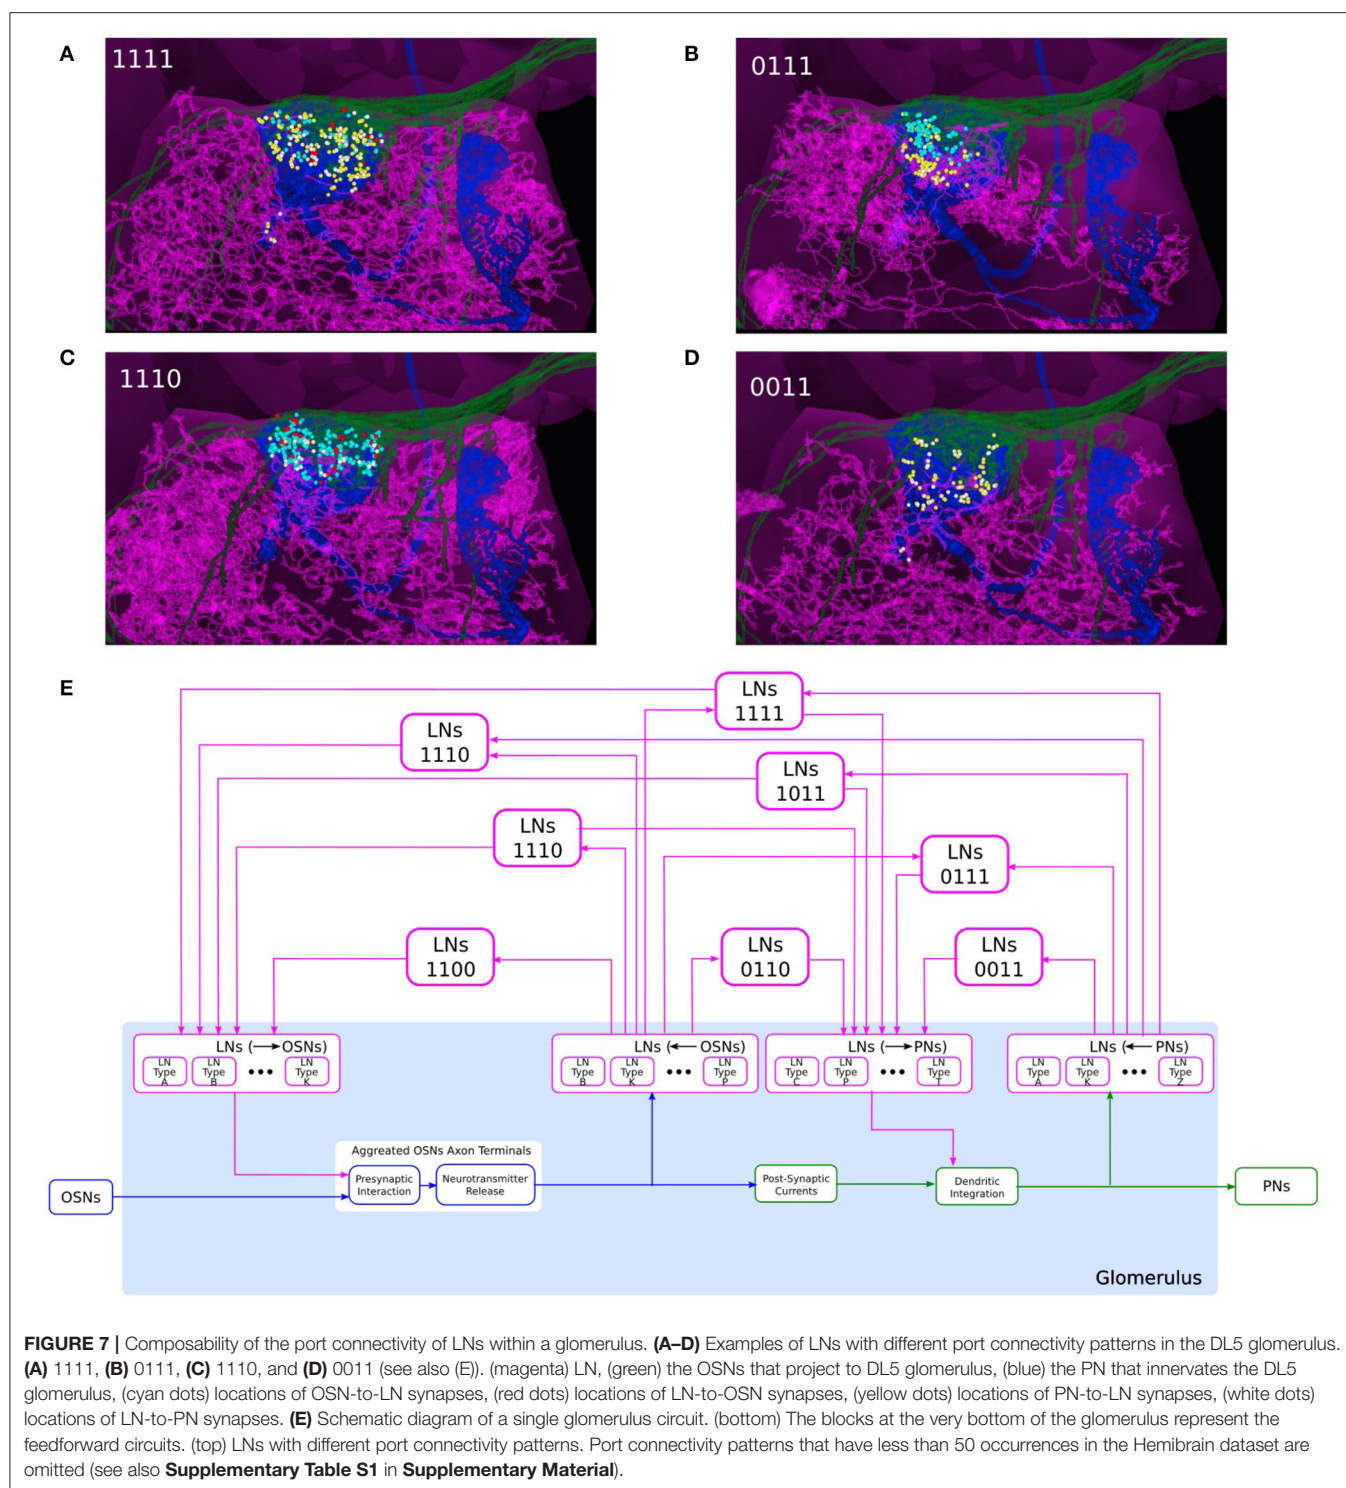 A
1111
B
0111
C
1110
D
0011
E
LNs
1111
LNs
1110
LNs
1011
LNs
1110
LNs
0111
LNs
1100
LNs
0110
LNs
0011
LNs (→OSNs)
LN Type A
LN Type B
•••
LN Type K
LNs (←OSNs)
LN Type B
LN Type K
•••
LN Type P
LNs (→PNs)
LN Type C
LN Type P
•••
LN Type T
LNs (←PNs)
LN Type A
LN Type K
•••
LN Type Z
Aggreated OSNs Axon Terminals
Presynaptic
Interaction
Neurotransmitter
Release
Post-Synaptic
Currents
Dendritic
Integration
OSNs
PNs
Glomerulus
FIGURE 7 | Composability of the port connectivity of LNs within a glomerulus. (A–D) Examples of LNs with different port connectivity patterns in the DL5 glomerulus.
(A) 1111, (B) 0111, (C) 1110, and (D) 0011 (see also (E)). (magenta) LN, (green) the OSNs that project to DL5 glomerulus, (blue) the PN that innervates the DL5
glomerulus, (cyan dots) locations of OSN-to-LN synapses, (red dots) locations of LN-to-OSN synapses, (yellow dots) locations of PN-to-LN synapses, (white dots)
locations of LN-to-PN synapses. (E) Schematic diagram of a single glomerulus circuit. (bottom) The blocks at the very bottom of the glomerulus represent the
feedforward circuits. (top) LNs with different port connectivity patterns. Port connectivity patterns that have less than 50 occurrences in the Hemibrain dataset are
omitted (see also Supplementary Table S1 in Supplementary Material).